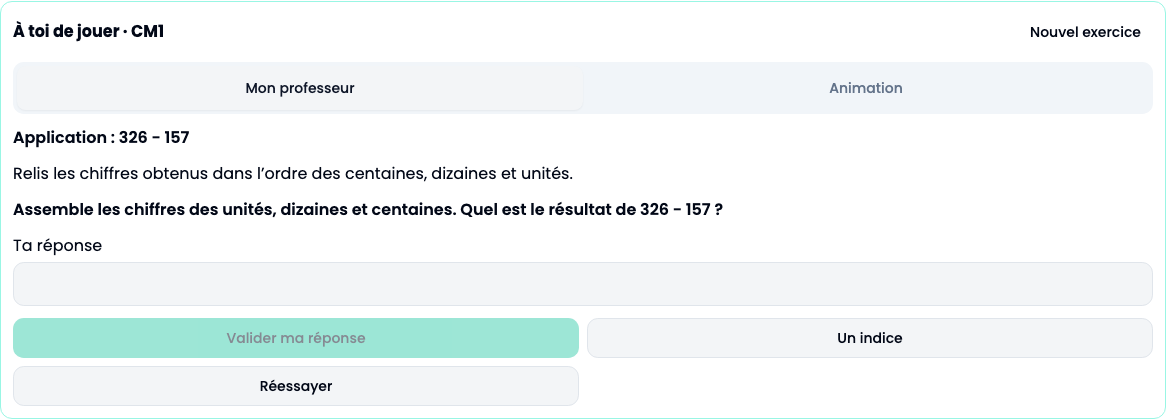 À toi de jouer · CM1
Nouvel exercice
Mon professeur
Animation
Application : 326 − 157
Relis les chiffres obtenus dans l’ordre des centaines, dizaines et unités.
Assemble les chiffres des unités, dizaines et centaines. Quel est le résultat de 326 − 157 ?
Ta réponse
Valider ma réponse
Un indice
Réessayer